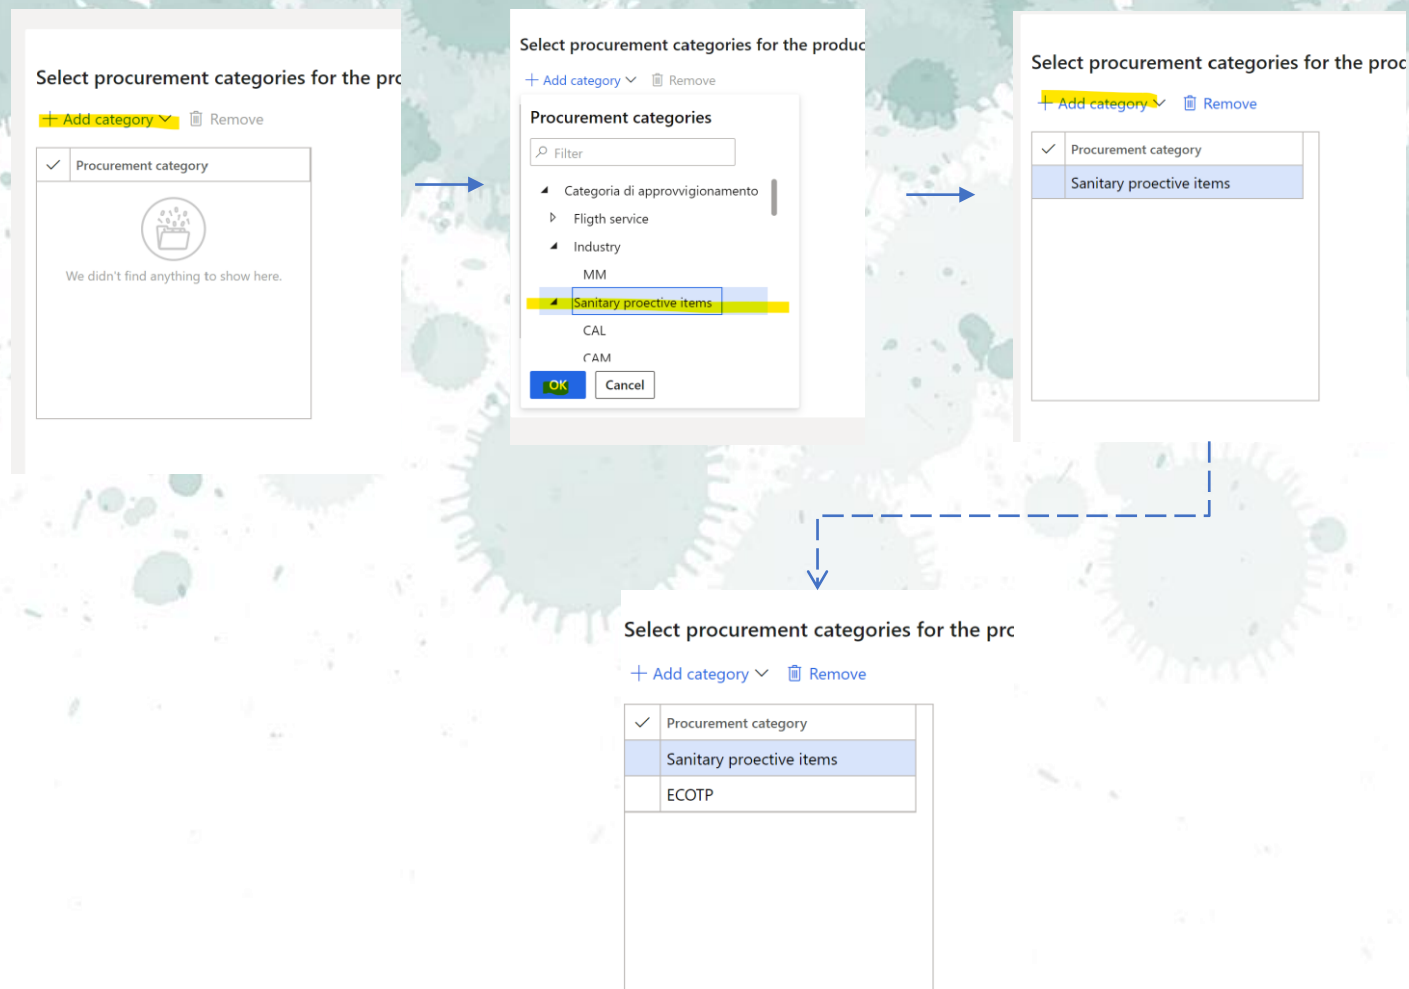 Select procurement categories for the pro
+ Add category Remove
Procurement category
We didn't find anything to show here.
Select procurement categories for the produc
+ Add category Remove
Procurement categories
Filter
Categoria di approvvigionamento
Fligth service
Industry
MM
Sanitary proective items
CAL
CAM
OK Cancel
Select procurement categories for the prod
+ Add category Remove
Procurement category
Sanitary proective items
Select procurement categories for the pro
+ Add category Remove
Procurement category
Sanitary proective items
ECOTP